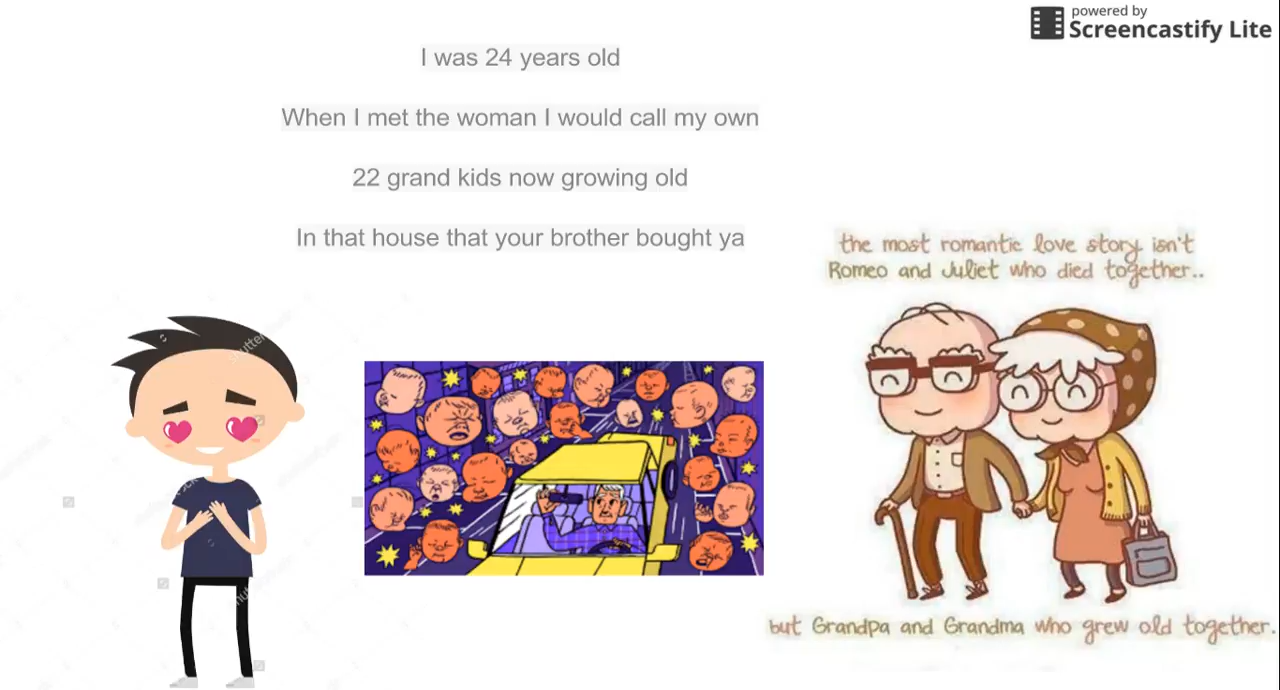 powered by
Screencastify Lite
I was 24 years old
When I met the woman I would call my own
22 grand kids now growing old
In that house that your brother bought ya
the most romantic love story isn't
Romeo and Juliet who died together..
but Grandpa and Grandma who grew old together.